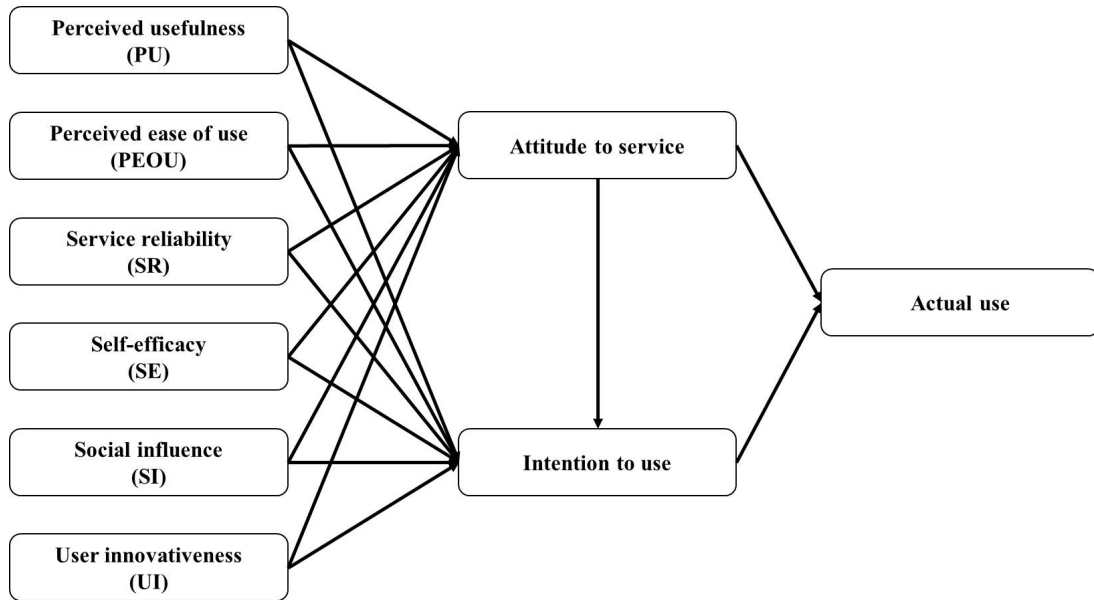 Perceived usefulness
(PU)
Perceived ease of use
(PEOU)
Service reliability
(SR)
Self-efficacy
(SE)
Social influence
(SI)
User innovativeness
(UI)
Attitude to service
Intention to use
Actual use